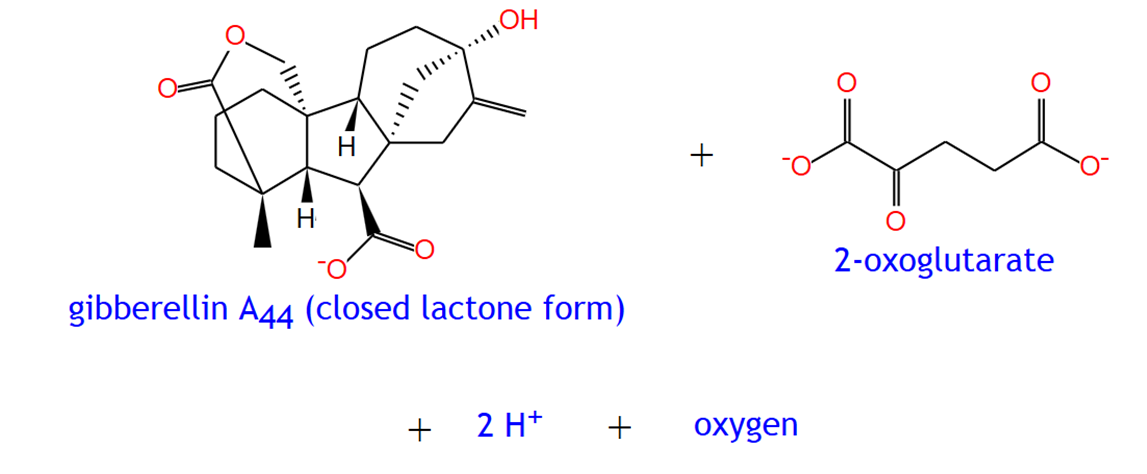 OH
O
O
H
H
O
-O
gibberellin A44 (closed lactone form)
+
O
O
-O
O-
O
2-oxoglutarate
+ 2 H+ + oxygen